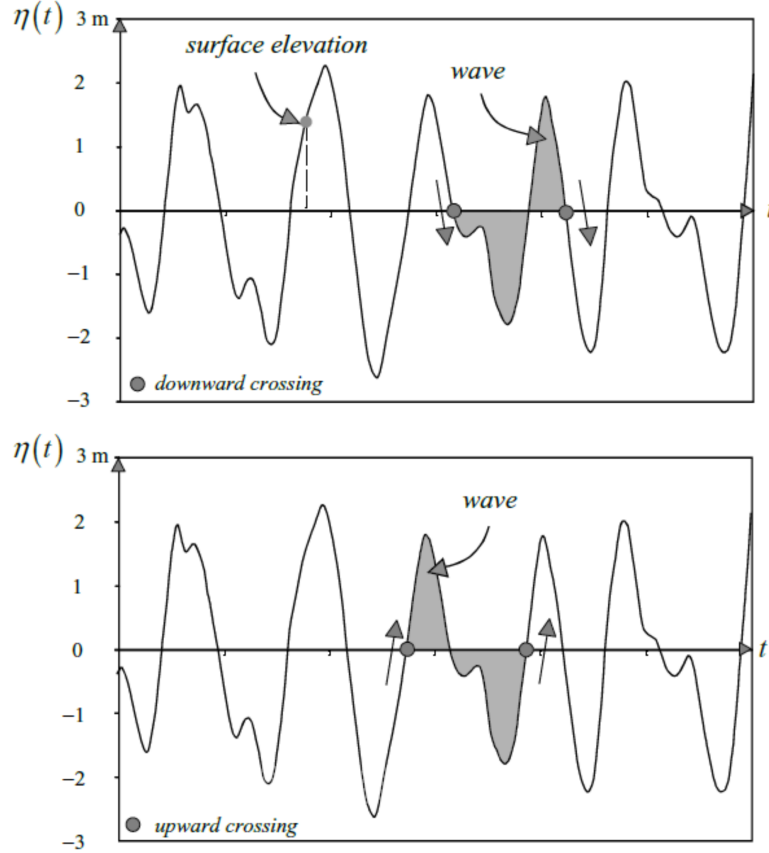 η(t) 3 m
surface elevation
wave
2
1
0
t
−1
−2
−3
downward crossing
η(t) 3 m
wave
2
1
0
t
−1
−2
−3
upward crossing